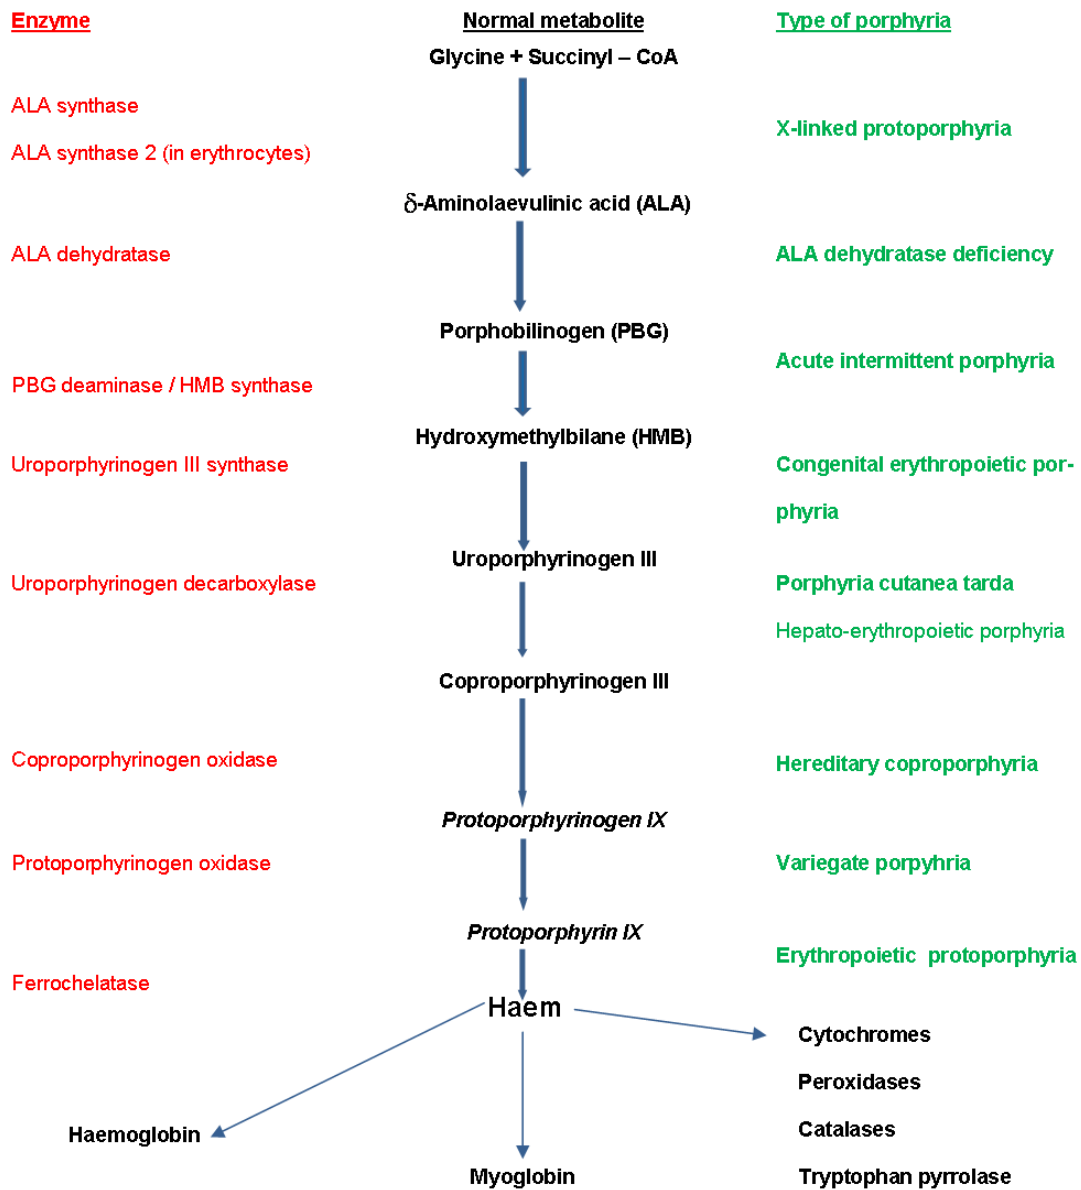 Enzyme
Normal metabolite
Type of porphyria
Glycine + Succinyl – CoA
ALA synthase
X-linked protoporphyria
ALA synthase 2 (in erythrocytes)
δ-Aminolaevulinic acid (ALA)
ALA dehydratase
ALA dehydratase deficiency
Porphobilinogen (PBG)
Acute intermittent porphyria
PBG deaminase / HMB synthase
Hydroxymethylbilane (HMB)
Uroporphyrinogen III synthase
Congenital erythropoietic por-
phyria
Uroporphyrinogen III
Uroporphyrinogen decarboxylase
Porphyria cutanea tarda
Hepato-erythropoietic porphyria
Coproporphyrinogen III
Coproporphyrinogen oxidase
Hereditary coproporphyria
Protoporphyrinogen IX
Protoporphyrinogen oxidase
Variegate porpyhria
Protoporphyrin IX
Erythropoietic protoporphyria
Ferrochelatase
Haem
Cytochromes
Peroxidases
Haemoglobin
Catalases
Myoglobin
Tryptophan pyrrolase